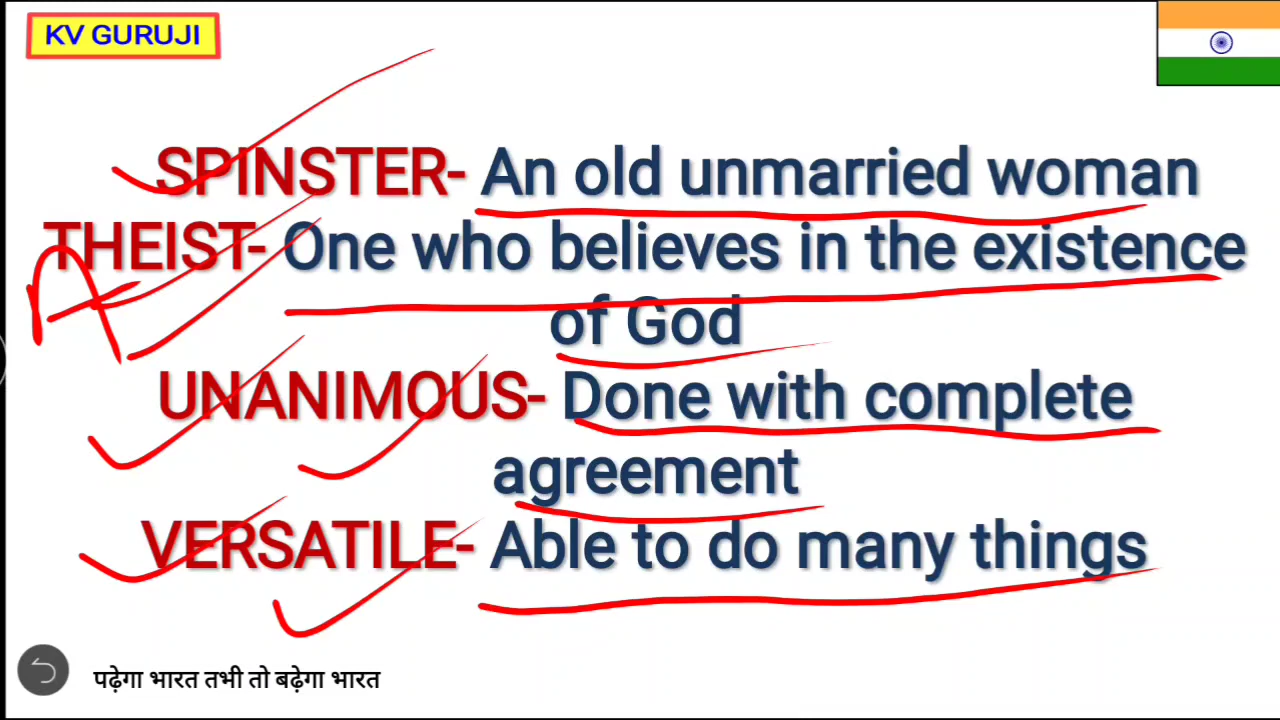 KV GURUJI
SPINSTER- An old unmarried woman
THEIST- One who believes in the existence
of God
A
UNANIMOUS- Done with complete
agreement
VERSATILE- Able to do many things
पढ़ेगा भारत तभी तो बढ़ेगा भारत